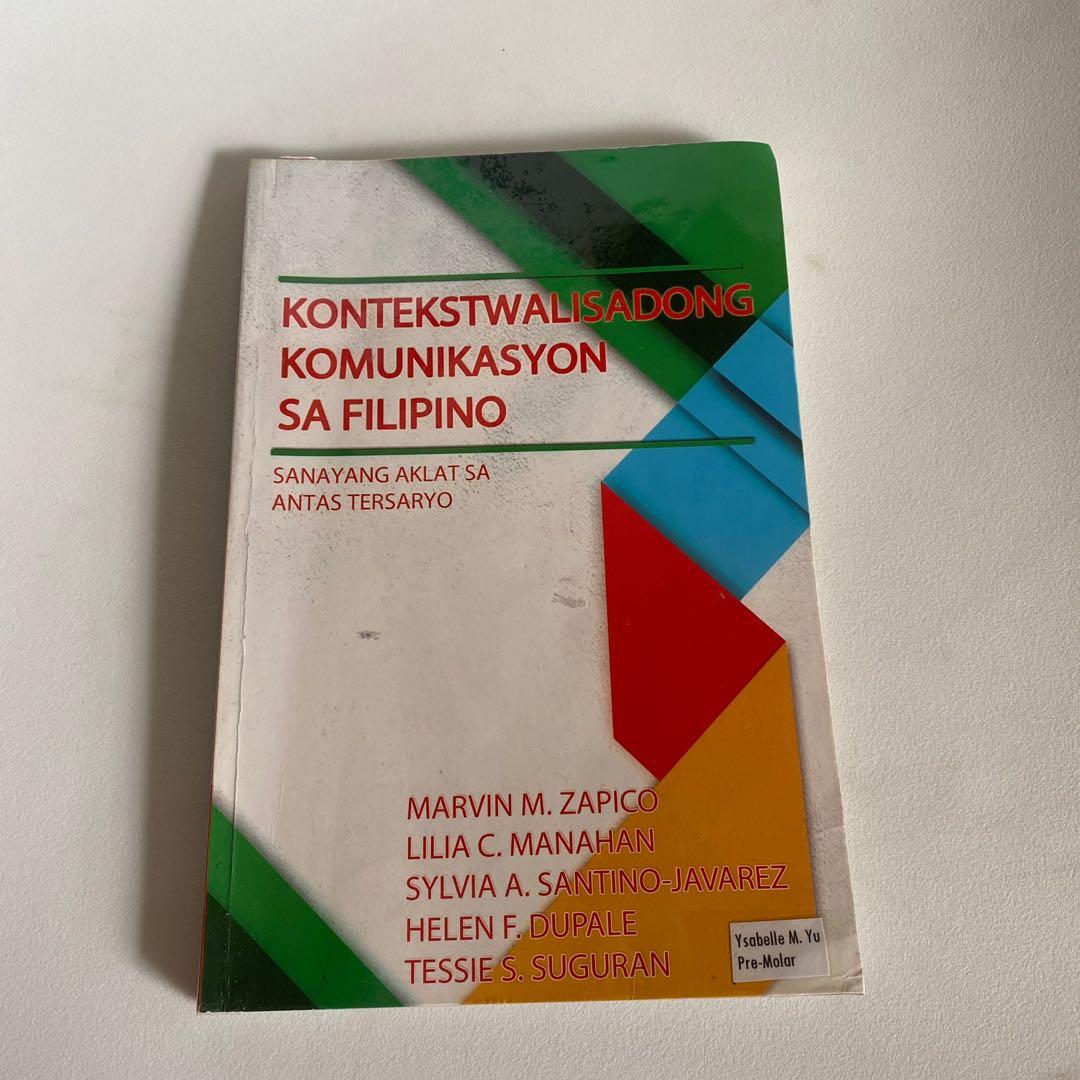 KONTEKSTWALISADONG
KOMUNIKASYON
SA FILIPINO
SANAYANG AKLAT SA
ANTAS TERSARYO
MARVIN M. ZAPICO
LILIA C. MANAHAN
SYLVIA A. SANTINO-JAVAREZ
HELEN F. DUPALE
TESSIE S. SUGURAN
Ysabelle M. Yu
Pre-Molar